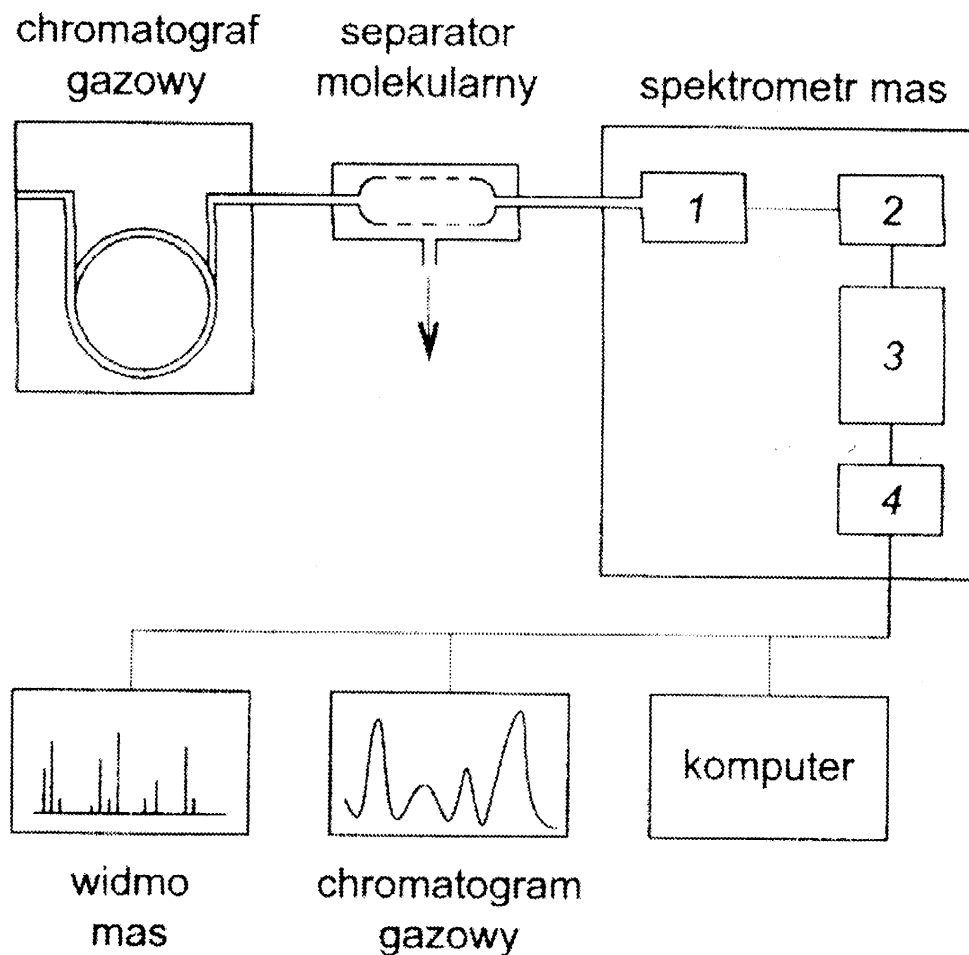 chromatograf
gazowy
separator
molekularny
spektrometr mas
1
2
3
4
widmo
mas
chromatogram
gazowy
komputer